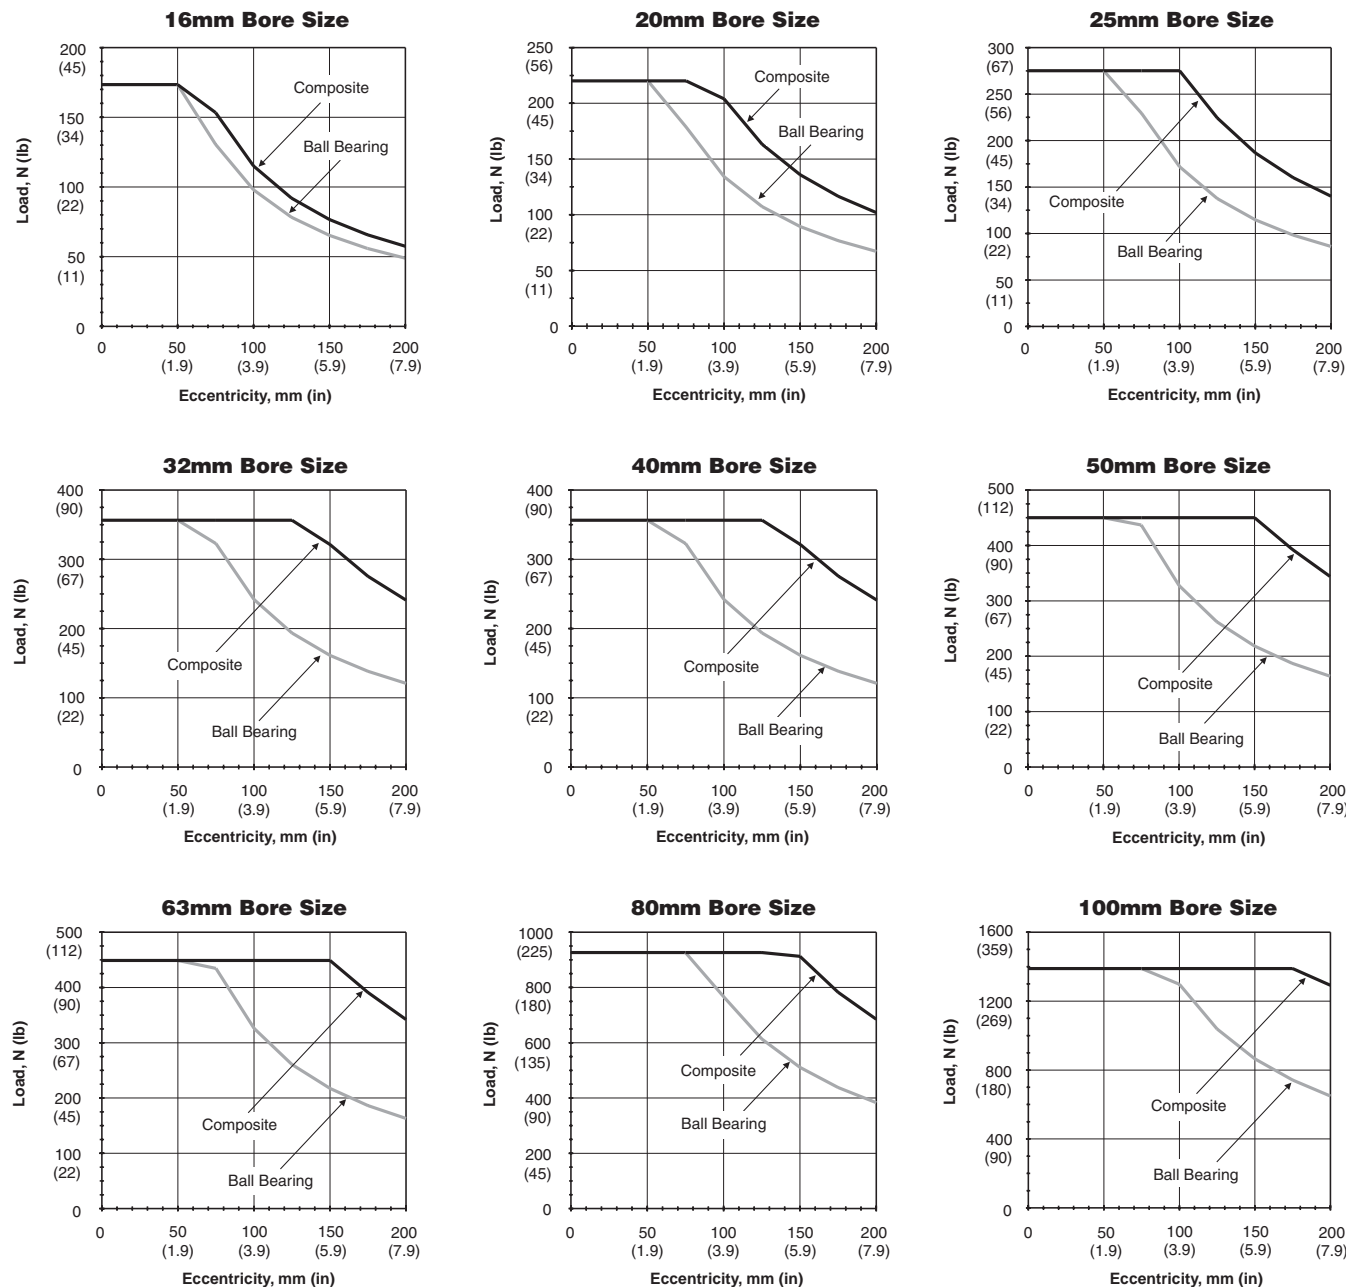 16mm Bore Size
200
(45)
150
(34)
100
(22)
50
(11)
0
Load, N (lb)
Composite
Ball Bearing
0 50 100 150 200
(1.9) (3.9) (5.9) (7.9)
Eccentricity, mm (in)
20mm Bore Size
250
(56)
200
(45)
150
(34)
100
(22)
50
(11)
0
Load, N (lb)
Composite
Ball Bearing
0 50 100 150 200
(1.9) (3.9) (5.9) (7.9)
Eccentricity, mm (in)
25mm Bore Size
300
(67)
250
(56)
200
(45)
150
(34)
100
(22)
50
(11)
0
Load, N (lb)
Composite
Ball Bearing
0 50 100 150 200
(1.9) (3.9) (5.9) (7.9)
Eccentricity, mm (in)
32mm Bore Size
400
(90)
300
(67)
200
(45)
100
(22)
0
Load, N (lb)
Composite
Ball Bearing
0 50 100 150 200
(1.9) (3.9) (5.9) (7.9)
Eccentricity, mm (in)
40mm Bore Size
400
(90)
300
(67)
200
(45)
100
(22)
0
Load, N (lb)
Composite
Ball Bearing
0 50 100 150 200
(1.9) (3.9) (5.9) (7.9)
Eccentricity, mm (in)
50mm Bore Size
500
(112)
400
(90)
300
(67)
200
(45)
100
(22)
0
Load, N (lb)
Composite
Ball Bearing
0 50 100 150 200
(1.9) (3.9) (5.9) (7.9)
Eccentricity, mm (in)
63mm Bore Size
500
(112)
400
(90)
300
(67)
200
(45)
100
(22)
0
Load, N (lb)
Composite
Ball Bearing
0 50 100 150 200
(1.9) (3.9) (5.9) (7.9)
Eccentricity, mm (in)
80mm Bore Size
1000
(225)
800
(180)
600
(135)
400
(90)
200
(45)
0
Load, N (lb)
Composite
Ball Bearing
0 50 100 150 200
(1.9) (3.9) (5.9) (7.9)
Eccentricity, mm (in)
100mm Bore Size
1600
(359)
1200
(269)
800
(180)
400
(90)
0
Load, N (lb)
Composite
Ball Bearing
0 50 100 150 200
(1.9) (3.9) (5.9) (7.9)
Eccentricity, mm (in)